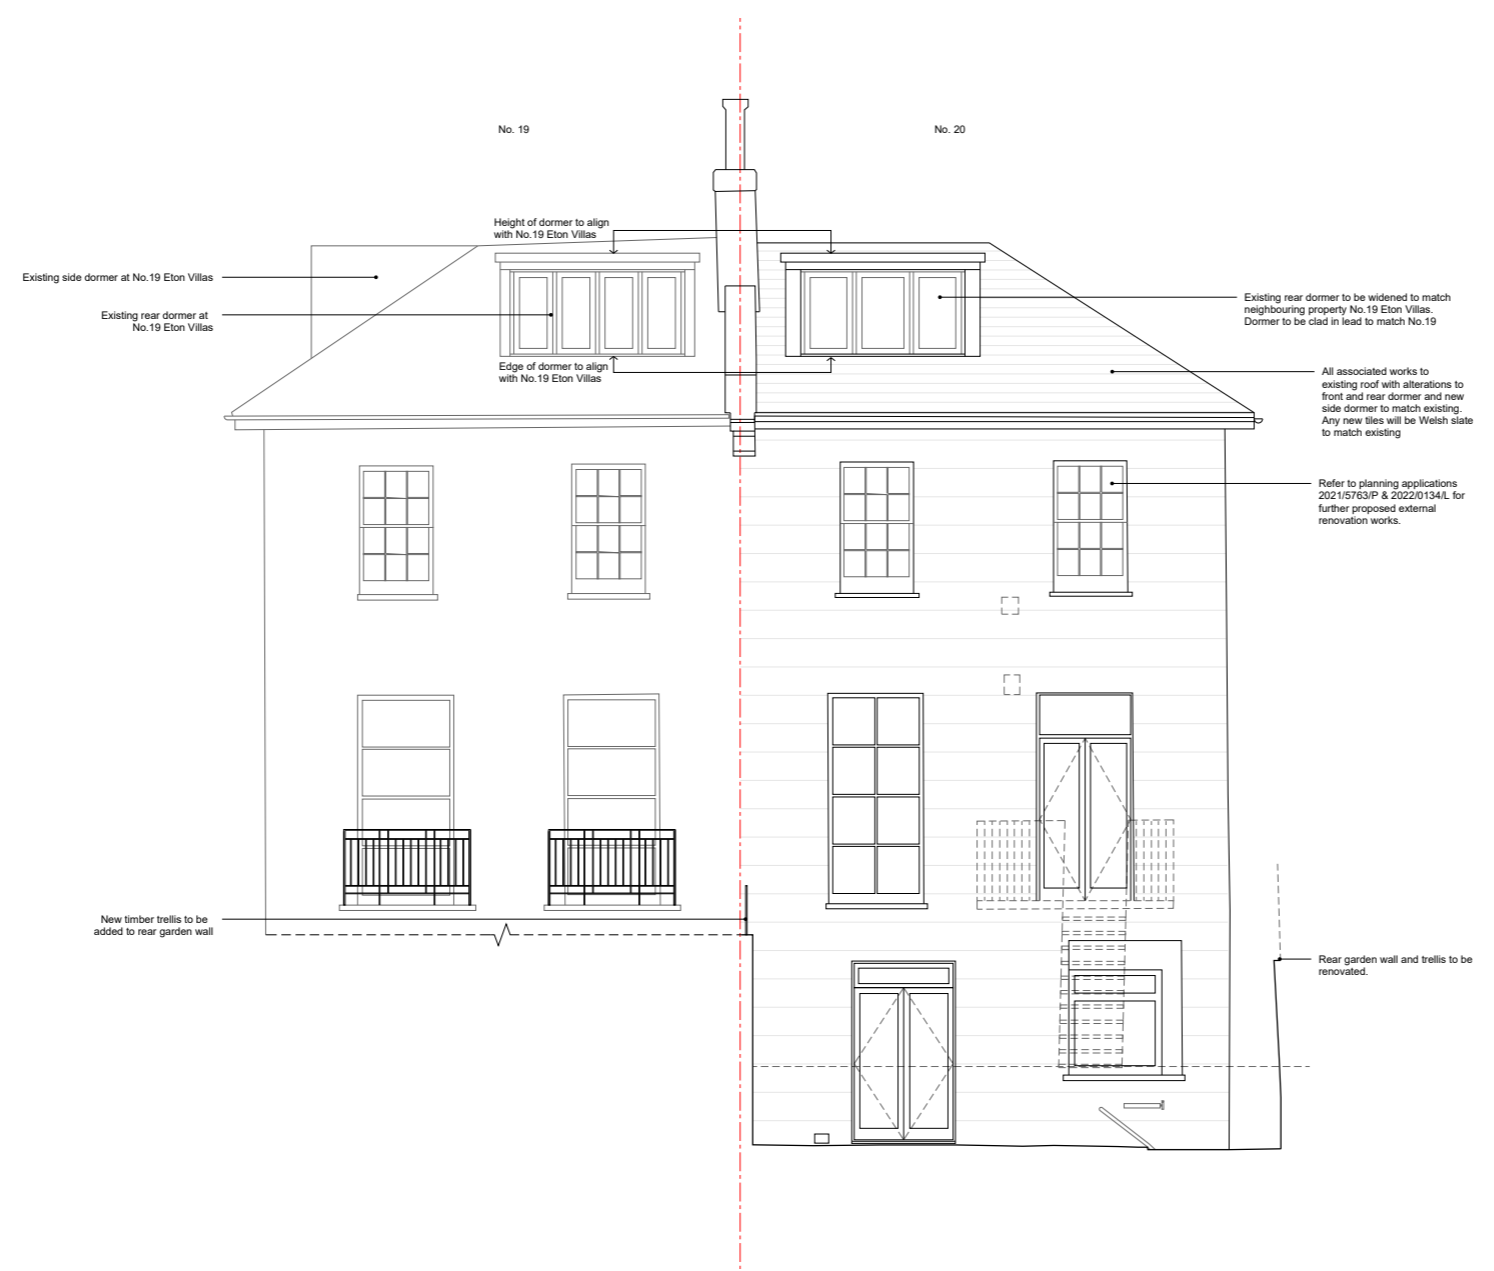 No. 19
No. 20
Height of dormer to align
with No.19 Eton Villas
Existing side dormer at No.19 Eton Villas
Existing rear dormer at
No.19 Eton Villas
Existing rear dormer to be widened to match
neighbouring property No.19 Eton Villas.
Dormer to be clad in lead to match No.19
Edge of dormer to align
with No.19 Eton Villas
All associated works to
existing roof with alterations to
front and rear dormer and new
side dormer to match existing.
Any new tiles will be Welsh slate
to match existing
Refer to planning applications
2021/5763/P & 2022/0134/L for
further proposed external
renovation works.
New timber trellis to be
added to rear garden wall
Rear garden wall and trellis to be
renovated.